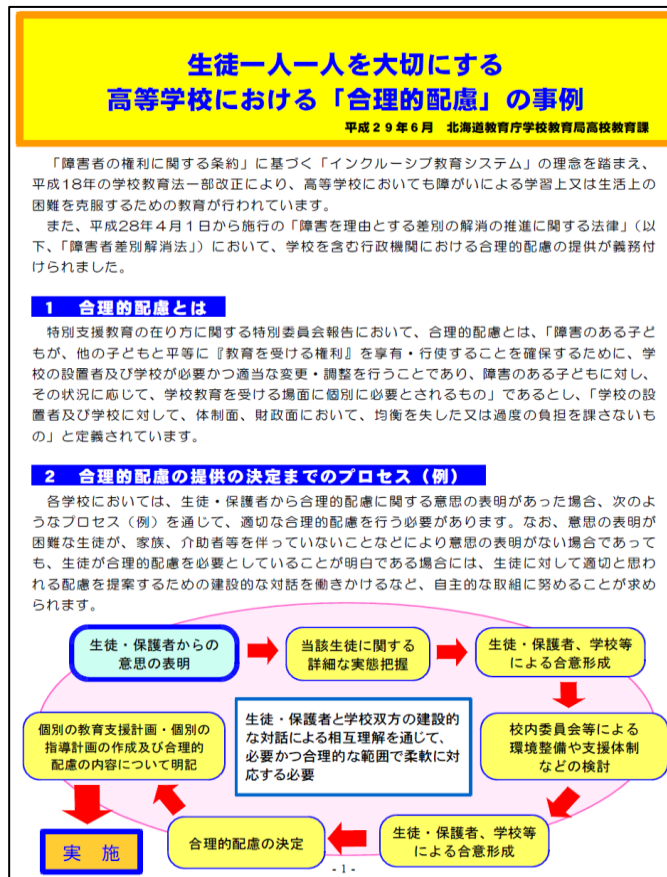 生徒一人一人を大切にする
高等学校における「合理的配慮」の事例
平成２９年６月　北海道教育庁学校教育局高校教育課
「障害者の権利に関する条約」に基づく「インクルーシブ教育システム」の理念を踏まえ、
平成18年の学校教育法一部改正により、高等学校においても障がいによる学習上又は生活上の
困難を克服するための教育が行われています。
また、平成28年４月１日から施行の「障害を理由とする差別の解消の推進に関する法律」（以
下、「障害者差別解消法」）において、学校を含む行政機関における合理的配慮の提供が義務付
けられました。
１　合理的配慮とは
特別支援教育の在り方に関する特別委員会報告において、合理的配慮とは、「障害のある子ど
もが、他の子どもと平等に『教育を受ける権利』を享有・行使することを確保するために、学
校の設置者及び学校が必要かつ適当な変更・調整を行うことであり、障害のある子どもに対し、
その状況に応じて、学校教育を受ける場面に個別に必要とされるもの」であるとし、「学校の設
置者及び学校に対して、体制面、財政面において、均衡を失した又は過度の負担を課さないも
の」と定義されています。
２　合理的配慮の提供の決定までのプロセス（例）
各学校においては、生徒・保護者から合理的配慮に関する意思の表明があった場合、次のよ
うなプロセス（例）を通じて、適切な合理的配慮を行う必要があります。なお、意思の表明が
困難な生徒が、家族、介助者等を伴っていないことなどにより意思の表明がない場合であって
も、生徒が合理的配慮を必要としていることが明白である場合には、生徒に対して適切と思わ
れる配慮を提案するための建設的な対話を働きかけるなど、自主的な取組に努めることが求め
られます。
生徒・保護者からの
意思の表明
当該生徒に関する
詳細な実態把握
生徒・保護者、学校等
による合意形成
校内委員会等による
環境整備や支援体制
などの検討
生徒・保護者、学校等
による合意形成
合理的配慮の決定
個別の教育支援計画・個別の
指導計画の作成及び合理的
配慮の内容について明記
実　施
生徒・保護者と学校双方の建設的
な対話による相互理解を通じて、
必要かつ合理的な範囲で柔軟に対
応する必要
- 1 -